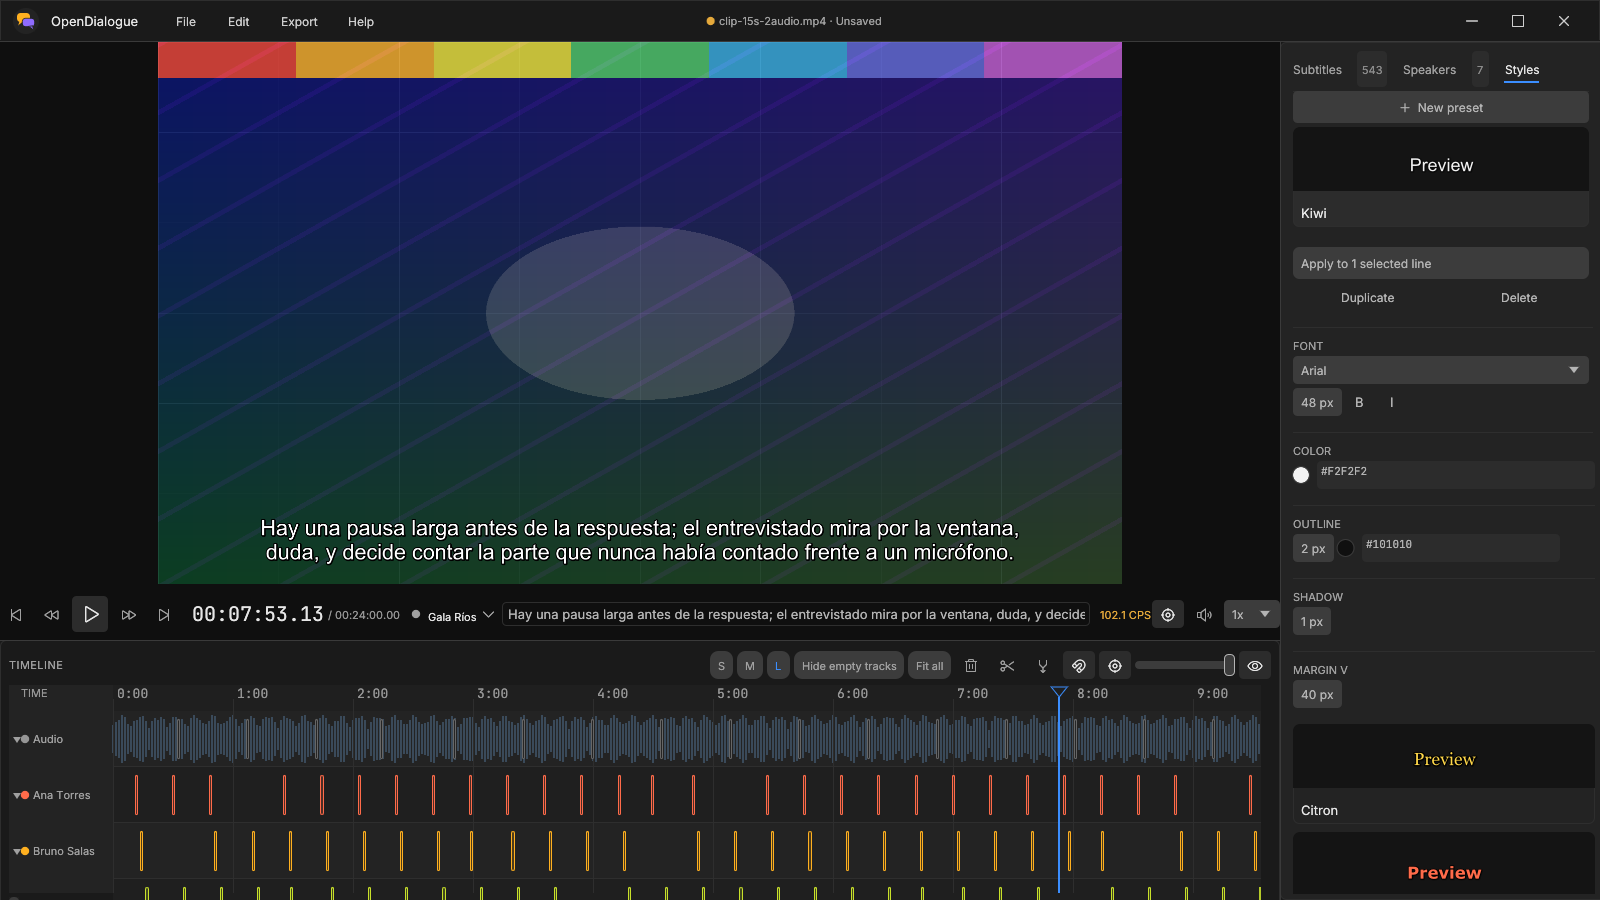 OpenDialogue
File
Edit
Export
Help
clip-15s-2audio.mp4 · Unsaved
Subtitles 543 Speakers 7 Styles
+ New preset
Preview
Kiwi
Apply to 1 selected line
Duplicate Delete
FONT
Arial
48 px B I
COLOR
#F2F2F2
OUTLINE
2 px #101010
SHADOW
1 px
MARGIN V
40 px
Preview
Citron
Preview
Hay una pausa larga antes de la respuesta; el entrevistado mira por la ventana,
duda, y decide contar la parte que nunca había contado frente a un micrófono.
00:07:53.13 / 00:24:00.00 Gala Ríos Hay una pausa larga antes de la respuesta; el entrevistado mira por la ventana, duda, y decide 102.1 CPS 1x
TIMELINE S M L Hide empty tracks Fit all
TIME 0:00 1:00 2:00 3:00 4:00 5:00 6:00 7:00 8:00 9:00
Audio
Ana Torres
Bruno Salas